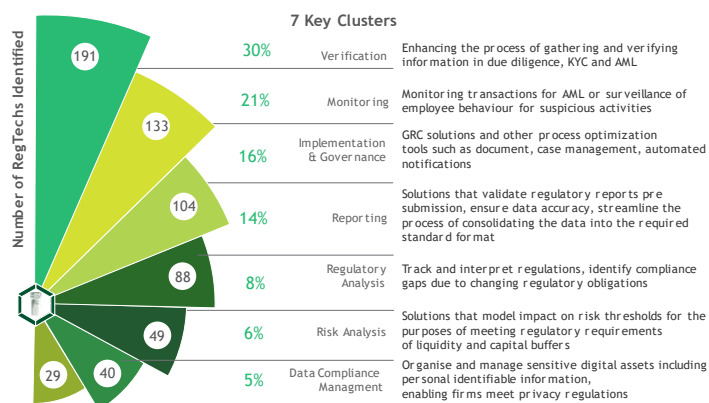 7 Key Clusters
Number of RegTechs Identified
191
133
104
88
49
40
29
30%
Verification
Enhancing the process of gathering and verifying
information in due diligence, KYC and AML
21%
Monitoring
Monitoring transactions for AML or surveillance of
employee behaviour for suspicious activities
16%
Implementation
& Governance
GRC solutions and other process optimization
tools such as document, case management, automated
notifications
14%
Reporting
Solutions that validate regulatory reports pre
submission, ensure data accuracy, streamline the
process of consolidating the data into the required
standard format
8%
Regulatory
Analysis
Track and interpret regulations, identify compliance
gaps due to changing regulatory obligations
6%
Risk Analysis
Solutions that model impact on risk thresholds for the
purposes of meeting regulatory requirements
of liquidity and capital buffers
5%
Data Compliance
Managment
Organise and manage sensitive digital assets including
personal identifiable information,
enabling firms meet privacy regulations